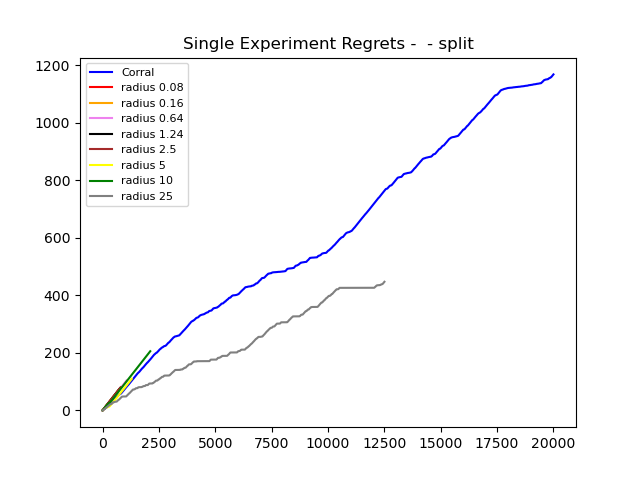 Single Experiment Regrets -  - split
1200
1000
800
600
400
200
0
Corral
radius 0.08
radius 0.16
radius 0.64
radius 1.24
radius 2.5
radius 5
radius 10
radius 25
0 2500 5000 7500 10000 12500 15000 17500 20000